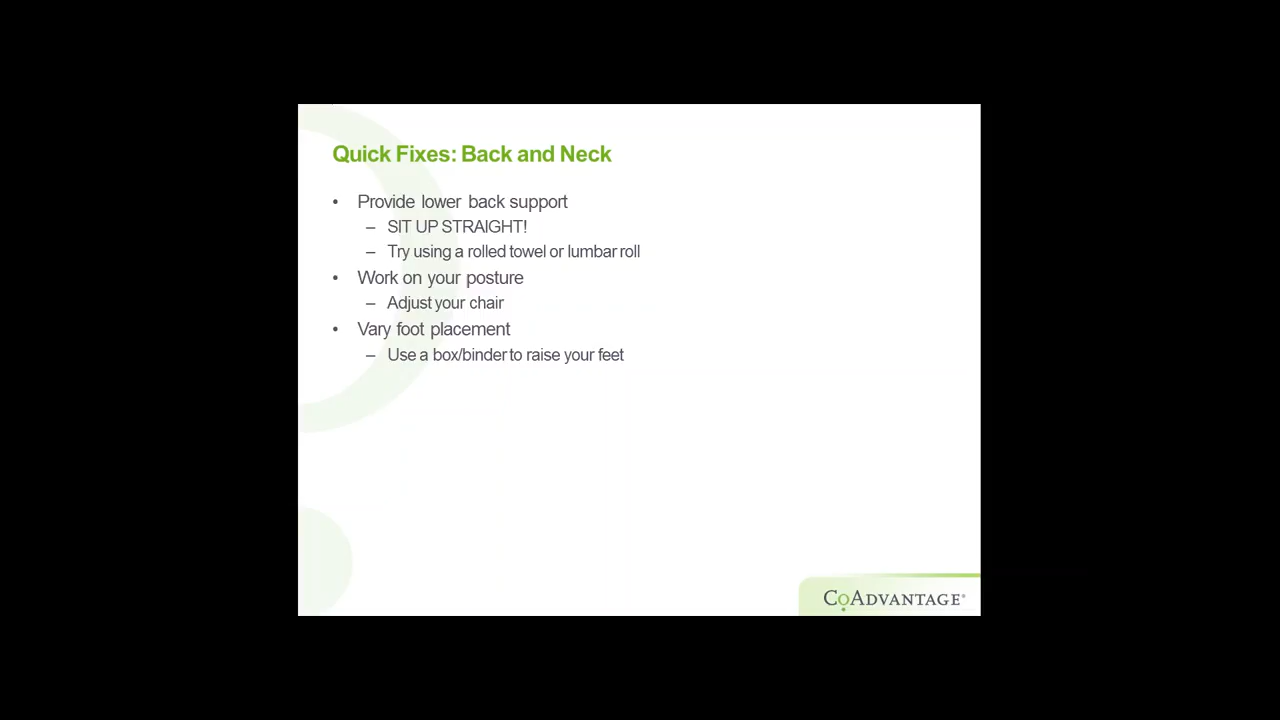 Quick Fixes: Back and Neck
• Provide lower back support
– SIT UP STRAIGHT!
– Try using a rolled towel or lumbar roll
• Work on your posture
– Adjust your chair
• Vary foot placement
– Use a box/binder to raise your feet
COADVANTAGE®